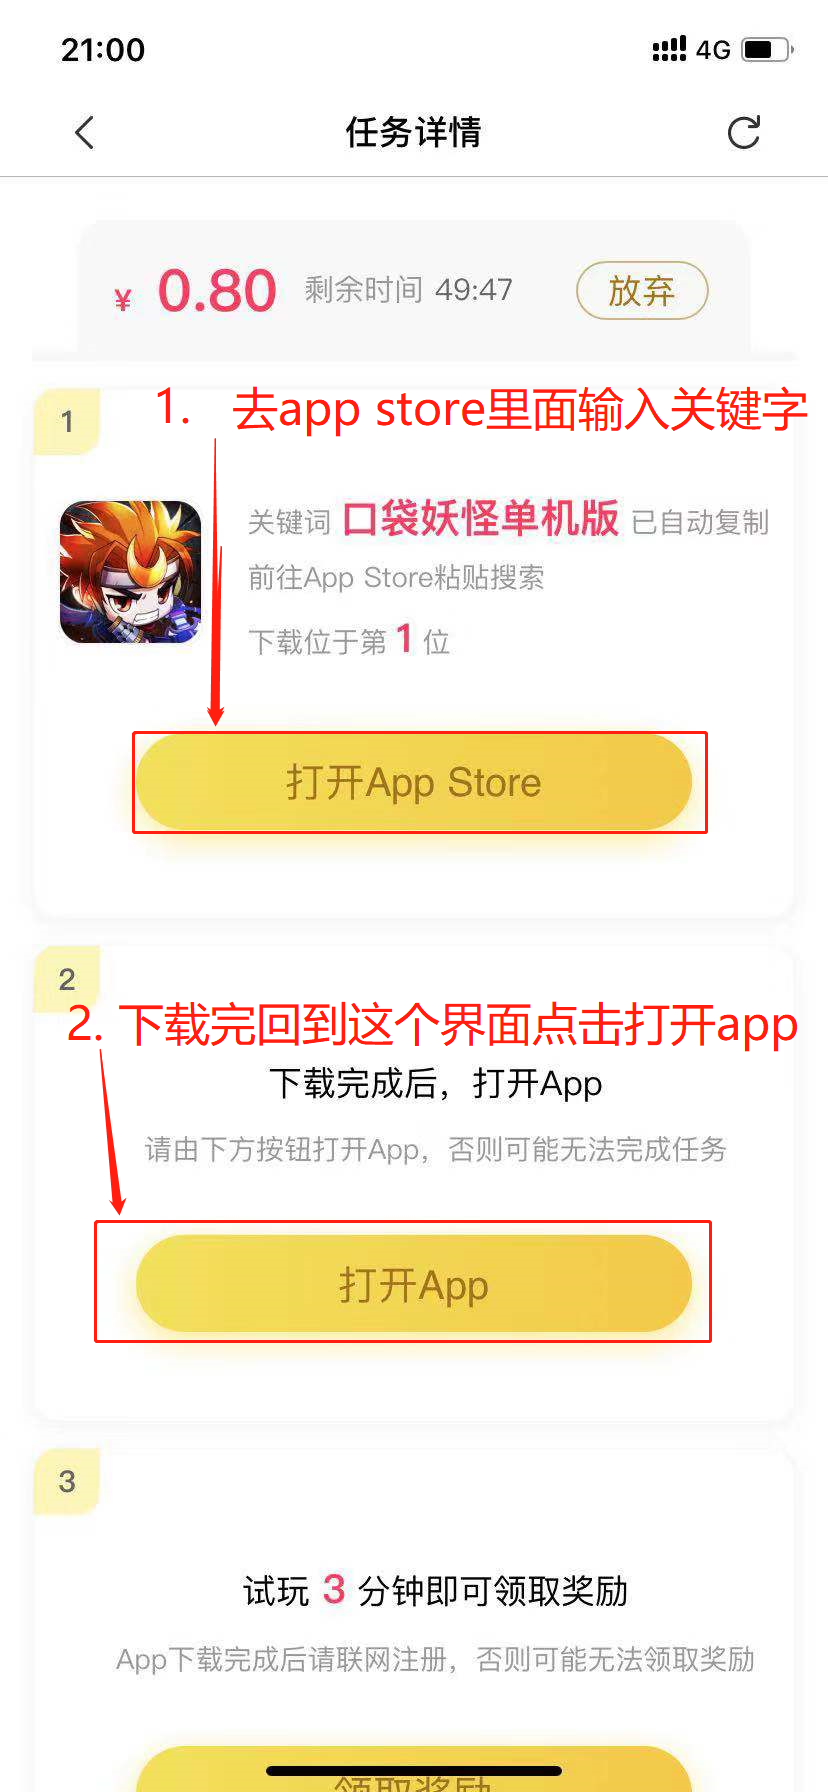 21:00
4G
任务详情
¥ 0.80 剩余时间 49:47 放弃
1
1. 去app store里面输入关键字
关键词 口袋妖怪单机版 已自动复制
前往App Store粘贴搜索
下载位于第 1 位
打开App Store
2
2. 下载完回到这个界面点击打开app
下载完成后，打开App
请由下方按钮打开App，否则可能无法完成任务
打开App
3
试玩 3 分钟即可领取奖励
App下载完成后请联网注册，否则可能无法领取奖励
领取奖励